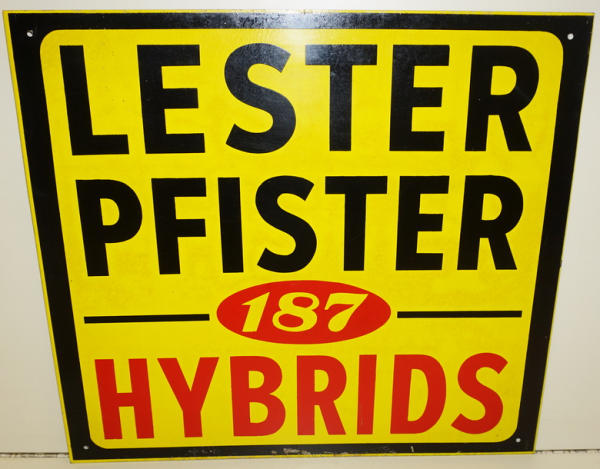 LESTER
PFISTER
187
HYBRIDS